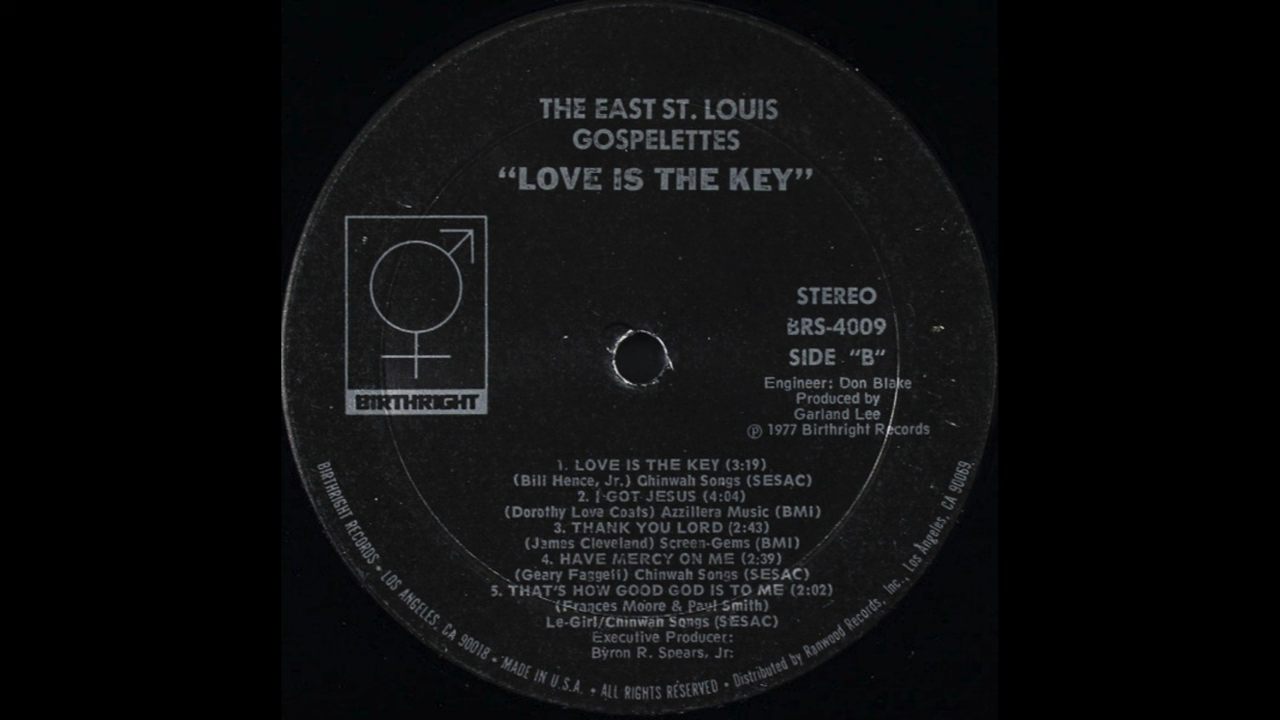 THE EAST ST. LOUIS
GOSPELETTES
“LOVE IS THE KEY”
BIRTHRIGHT
STEREO
BRS-4009
SIDE "B"
Engineer: Don Blake
Produced by
Garland Lee
℗ 1977 Birthright Records
1. LOVE IS THE KEY (3:19)
(Bill Hence, Jr.) Chinwah Songs (SESAC)
2. I GOT JESUS (4:04)
(Dorothy Love Coats) Azzillera Music (BMI)
3. THANK YOU LORD (2:43)
(James Cleveland) Screen-Gems (BMI)
4. HAVE MERCY ON ME (2:39)
(Geary Faggett) Chinwah Songs (SESAC)
5. THAT'S HOW GOOD GOD IS TO ME (2:02)
(Frances Moore & Paul Smith)
Le-Girl/Chinwah Songs (SESAC)
Executive Producer:
Byron R. Spears, Jr.
BIRTHRIGHT RECORDS • LOS ANGELES, CA 90018 • MADE IN U.S.A. • ALL RIGHTS RESERVED • Distributed by Ranwood Records, Inc., Los Angeles, CA 90069